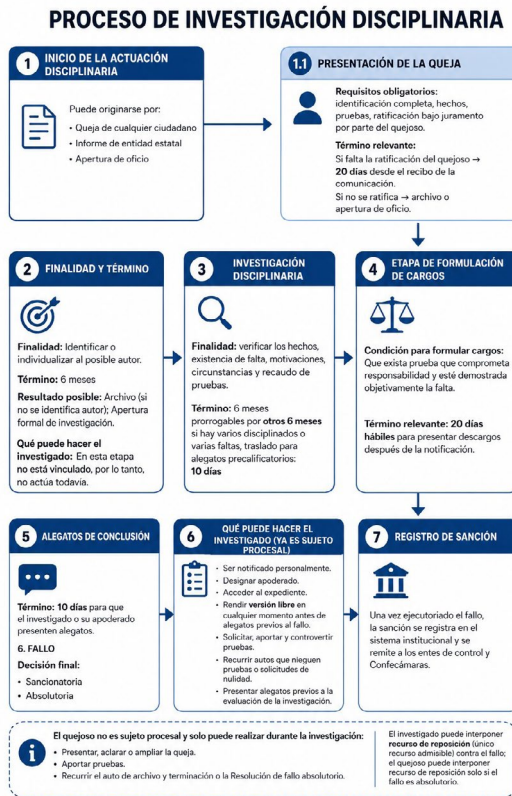 PROCESO DE INVESTIGACIÓN DISCIPLINARIA
1 INICIO DE LA ACTUACIÓN
DISCIPLINARIA
Puede originarse por:
• Queja de cualquier ciudadano
• Informe de entidad estatal
• Apertura de oficio
1.1 PRESENTACIÓN DE LA QUEJA
Requisitos obligatorios:
identificación completa, hechos,
pruebas, ratificación bajo juramento
por parte del quejoso.
Término relevante:
Si falta la ratificación del quejoso →
20 días desde el recibo de la
comunicación.
Si no se ratifica → archivo o
apertura de oficio.
2 FINALIDAD Y TÉRMINO
Finalidad: Identificar o
individualizar al posible autor.
Término: 6 meses
Resultado posible: Archivo (si
no se identifica autor); Apertura
formal de investigación.
Qué puede hacer el
investigado: En esta etapa
no está vinculado, por lo tanto,
no actúa todavía.
3 INVESTIGACIÓN
DISCIPLINARIA
Finalidad: verificar los hechos,
existencia de falta, motivaciones,
circunstancias y recaudo de
pruebas.
Término: 6 meses
prorrogables por otros 6 meses
si hay varios disciplinados o
varias faltas, traslado para
alegatos precalificatorios:
10 días
4 ETAPA DE FORMULACIÓN
DE CARGOS
Condición para formular cargos:
Que exista prueba que comprometa
responsabilidad y esté demostrada
objetivamente la falta.
Término relevante: 20 días
hábiles para presentar descargos
después de la notificación.
5 ALEGATOS DE CONCLUSIÓN
Término: 10 días para que
el investigado o su apoderado
presenten alegatos.
6. FALLO
Decisión final:
• Sancionatoria
• Absolutoria
6 QUÉ PUEDE HACER EL
INVESTIGADO (YA ES SUJETO
PROCESAL)
• Ser notificado personalmente.
• Designar apoderado.
• Acceder al expediente.
• Rendir versión libre en
cualquier momento antes de
alegatos previos al fallo.
• Solicitar, aportar y controvertir
pruebas.
• Recurrir autos que nieguen
pruebas o solicitudes de
nulidad.
• Presentar alegatos previos a la
evaluación de la investigación.
7 REGISTRO DE SANCIÓN
Una vez ejecutoriado el fallo,
la sanción se registra en el
sistema institucional y se
remite a los entes de control y
Confecámaras.
El quejoso no es sujeto procesal y solo puede realizar durante la investigación:
• Presentar, aclarar o ampliar la queja.
• Aportar pruebas.
• Recurrir el auto de archivo y terminación o la Resolución de fallo absolutorio.
El investigado puede interponer
recurso de reposición (único
recurso admisible) contra el fallo;
el quejoso puede interponer
recurso de reposición solo si el
fallo es absolutorio.